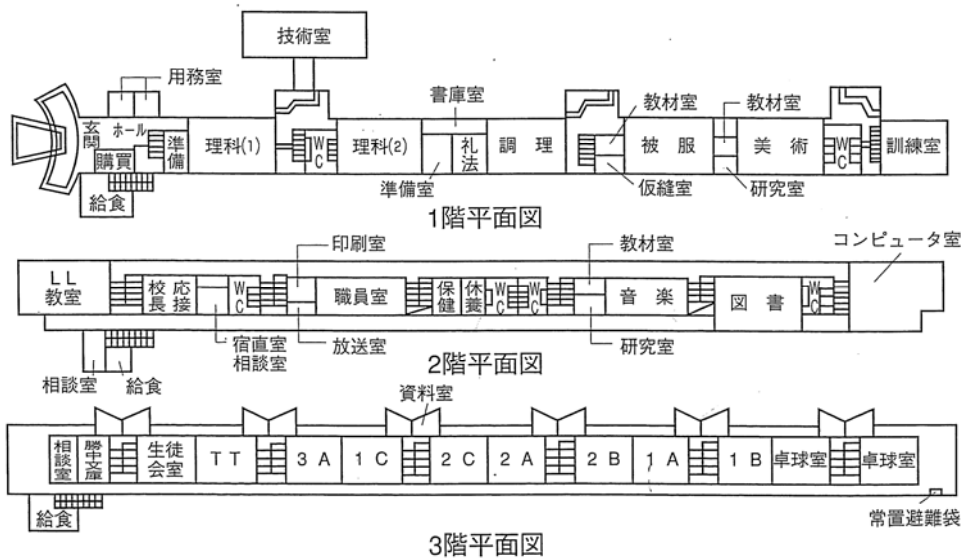 技術室
用務室
書庫室
教材室
教材室
玄関
ホール
購買
準備
理科(1)
WC
理科(2)
礼法
調理
被服
美術
WC
訓練室
給食
準備室
仮縫室
研究室
1階平面図
印刷室
教材室
コンピュータ室
LL
教室
校長
応接
WC
職員室
保健
休養
WC
WC
音楽
図書
WC
宿直室
相談室
放送室
研究室
相談室
給食
2階平面図
資料室
相談室
勝中文庫
生徒
会室
TT
3A
1C
2C
2A
2B
1A
1B
卓球室
卓球室
給食
常置避難袋
3階平面図